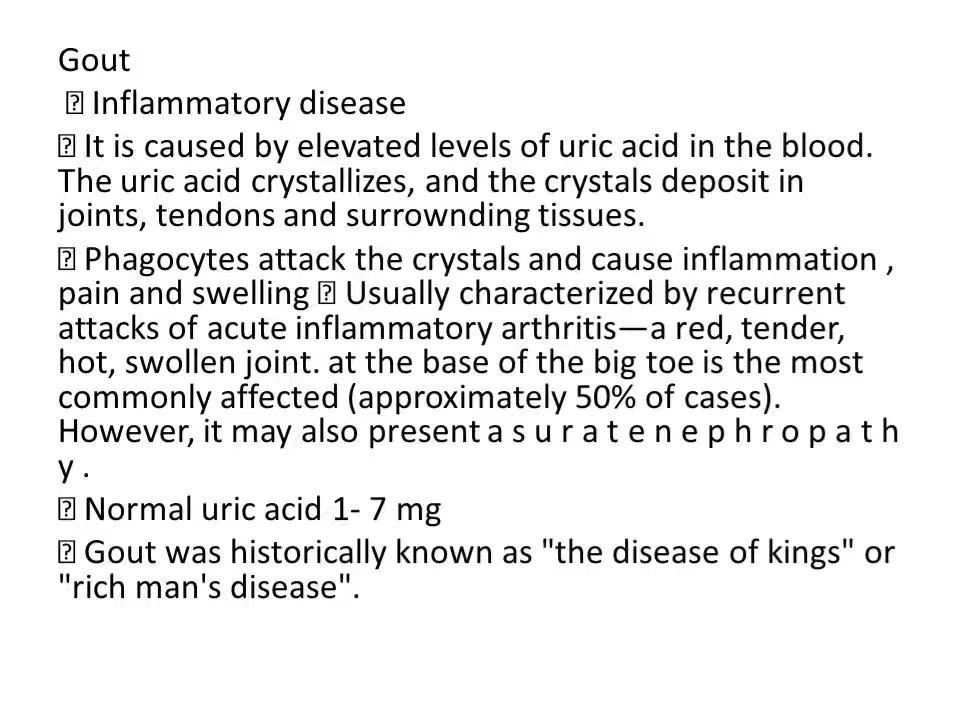 Gout
⍰ Inflammatory disease
⍰ It is caused by elevated levels of uric acid in the blood.
The uric acid crystallizes, and the crystals deposit in
joints, tendons and surrownding tissues.
⍰ Phagocytes attack the crystals and cause inflammation ,
pain and swelling ⍰ Usually characterized by recurrent
attacks of acute inflammatory arthritis—a red, tender,
hot, swollen joint. at the base of the big toe is the most
commonly affected (approximately 50% of cases).
However, it may also present a s u r a t e n e p h r o p a t h
y .
⍰ Normal uric acid 1- 7 mg
⍰ Gout was historically known as "the disease of kings" or
"rich man's disease".